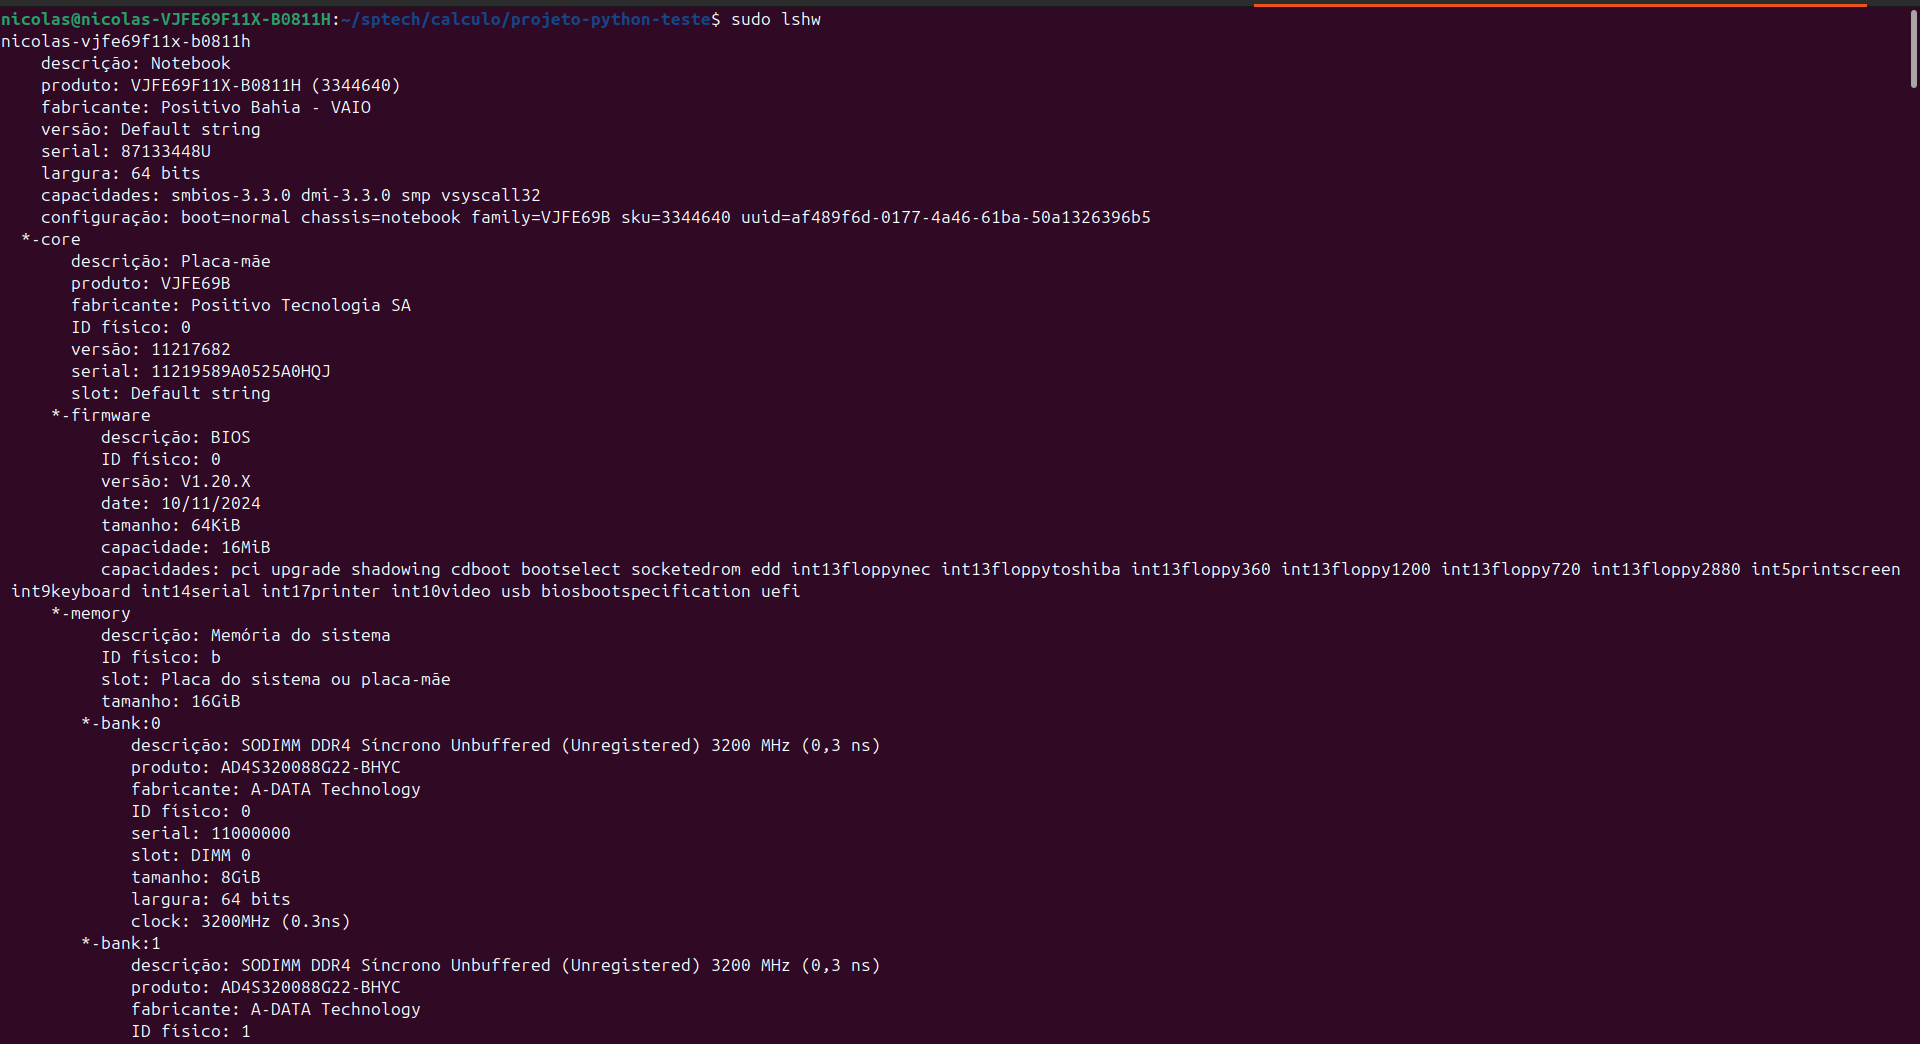 nicolas@nicolas-VJFE69F11X-B0811H:~/sptech/calculo/projeto-python-teste$ sudo lshw
nicolas-vjfe69f11x-b0811h
descrição: Notebook
produto: VJFE69F11X-B0811H (3344640)
fabricante: Positivo Bahia - VAIO
versão: Default string
serial: 87133448U
largura: 64 bits
capacidades: smbios-3.3.0 dmi-3.3.0 smp vsyscall32
configuração: boot=normal chassis=notebook family=VJFE69B sku=3344640 uuid=af489f6d-0177-4a46-61ba-50a1326396b5
*-core
descrição: Placa-mãe
produto: VJFE69B
fabricante: Positivo Tecnologia SA
ID físico: 0
versão: 11217682
serial: 11219589A0525A0HQJ
slot: Default string
*-firmware
descrição: BIOS
ID físico: 0
versão: V1.20.X
date: 10/11/2024
tamanho: 64KiB
capacidade: 16MiB
capacidades: pci upgrade shadowing cdboot bootselect socketedrom edd int13floppynec int13floppytoshiba int13floppy360 int13floppy1200 int13floppy720 int13floppy2880 int5printscreen
int9keyboard int14serial int17printer int10video usb biosbootspecification uefi
*-memory
descrição: Memória do sistema
ID físico: b
slot: Placa do sistema ou placa-mãe
tamanho: 16GiB
*-bank:0
descrição: SODIMM DDR4 Síncrono Unbuffered (Unregistered) 3200 MHz (0,3 ns)
produto: AD4S320088G22-BHYC
fabricante: A-DATA Technology
ID físico: 0
serial: 11000000
slot: DIMM 0
tamanho: 8GiB
largura: 64 bits
clock: 3200MHz (0.3ns)
*-bank:1
descrição: SODIMM DDR4 Síncrono Unbuffered (Unregistered) 3200 MHz (0,3 ns)
produto: AD4S320088G22-BHYC
fabricante: A-DATA Technology
ID físico: 1